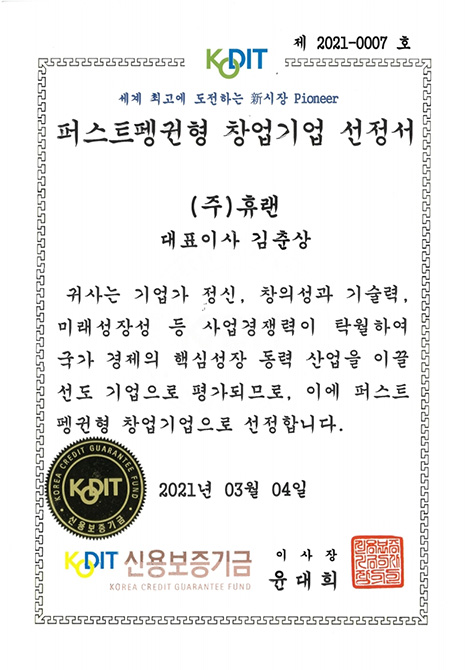 제 2021-0007 호
KODIT
세계 최고에 도전하는 新시장 Pioneer
퍼스트펭귄형 창업기업 선정서
(주)휴랜
대표이사 김춘상
귀사는 기업가 정신, 창의성과 기술력,
미래성장성 등 사업경쟁력이 탁월하여
국가 경제의 핵심성장 동력 산업을 이끌
선도 기업으로 평가되므로, 이에 퍼스트
펭귄형 창업기업으로 선정합니다.
KOREA CREDIT GUARANTEE FUND
KODIT
신용보증기금
2021년 03월 04일
KODIT 신용보증기금
KOREA CREDIT GUARANTEE FUND
이 사 장
윤대희